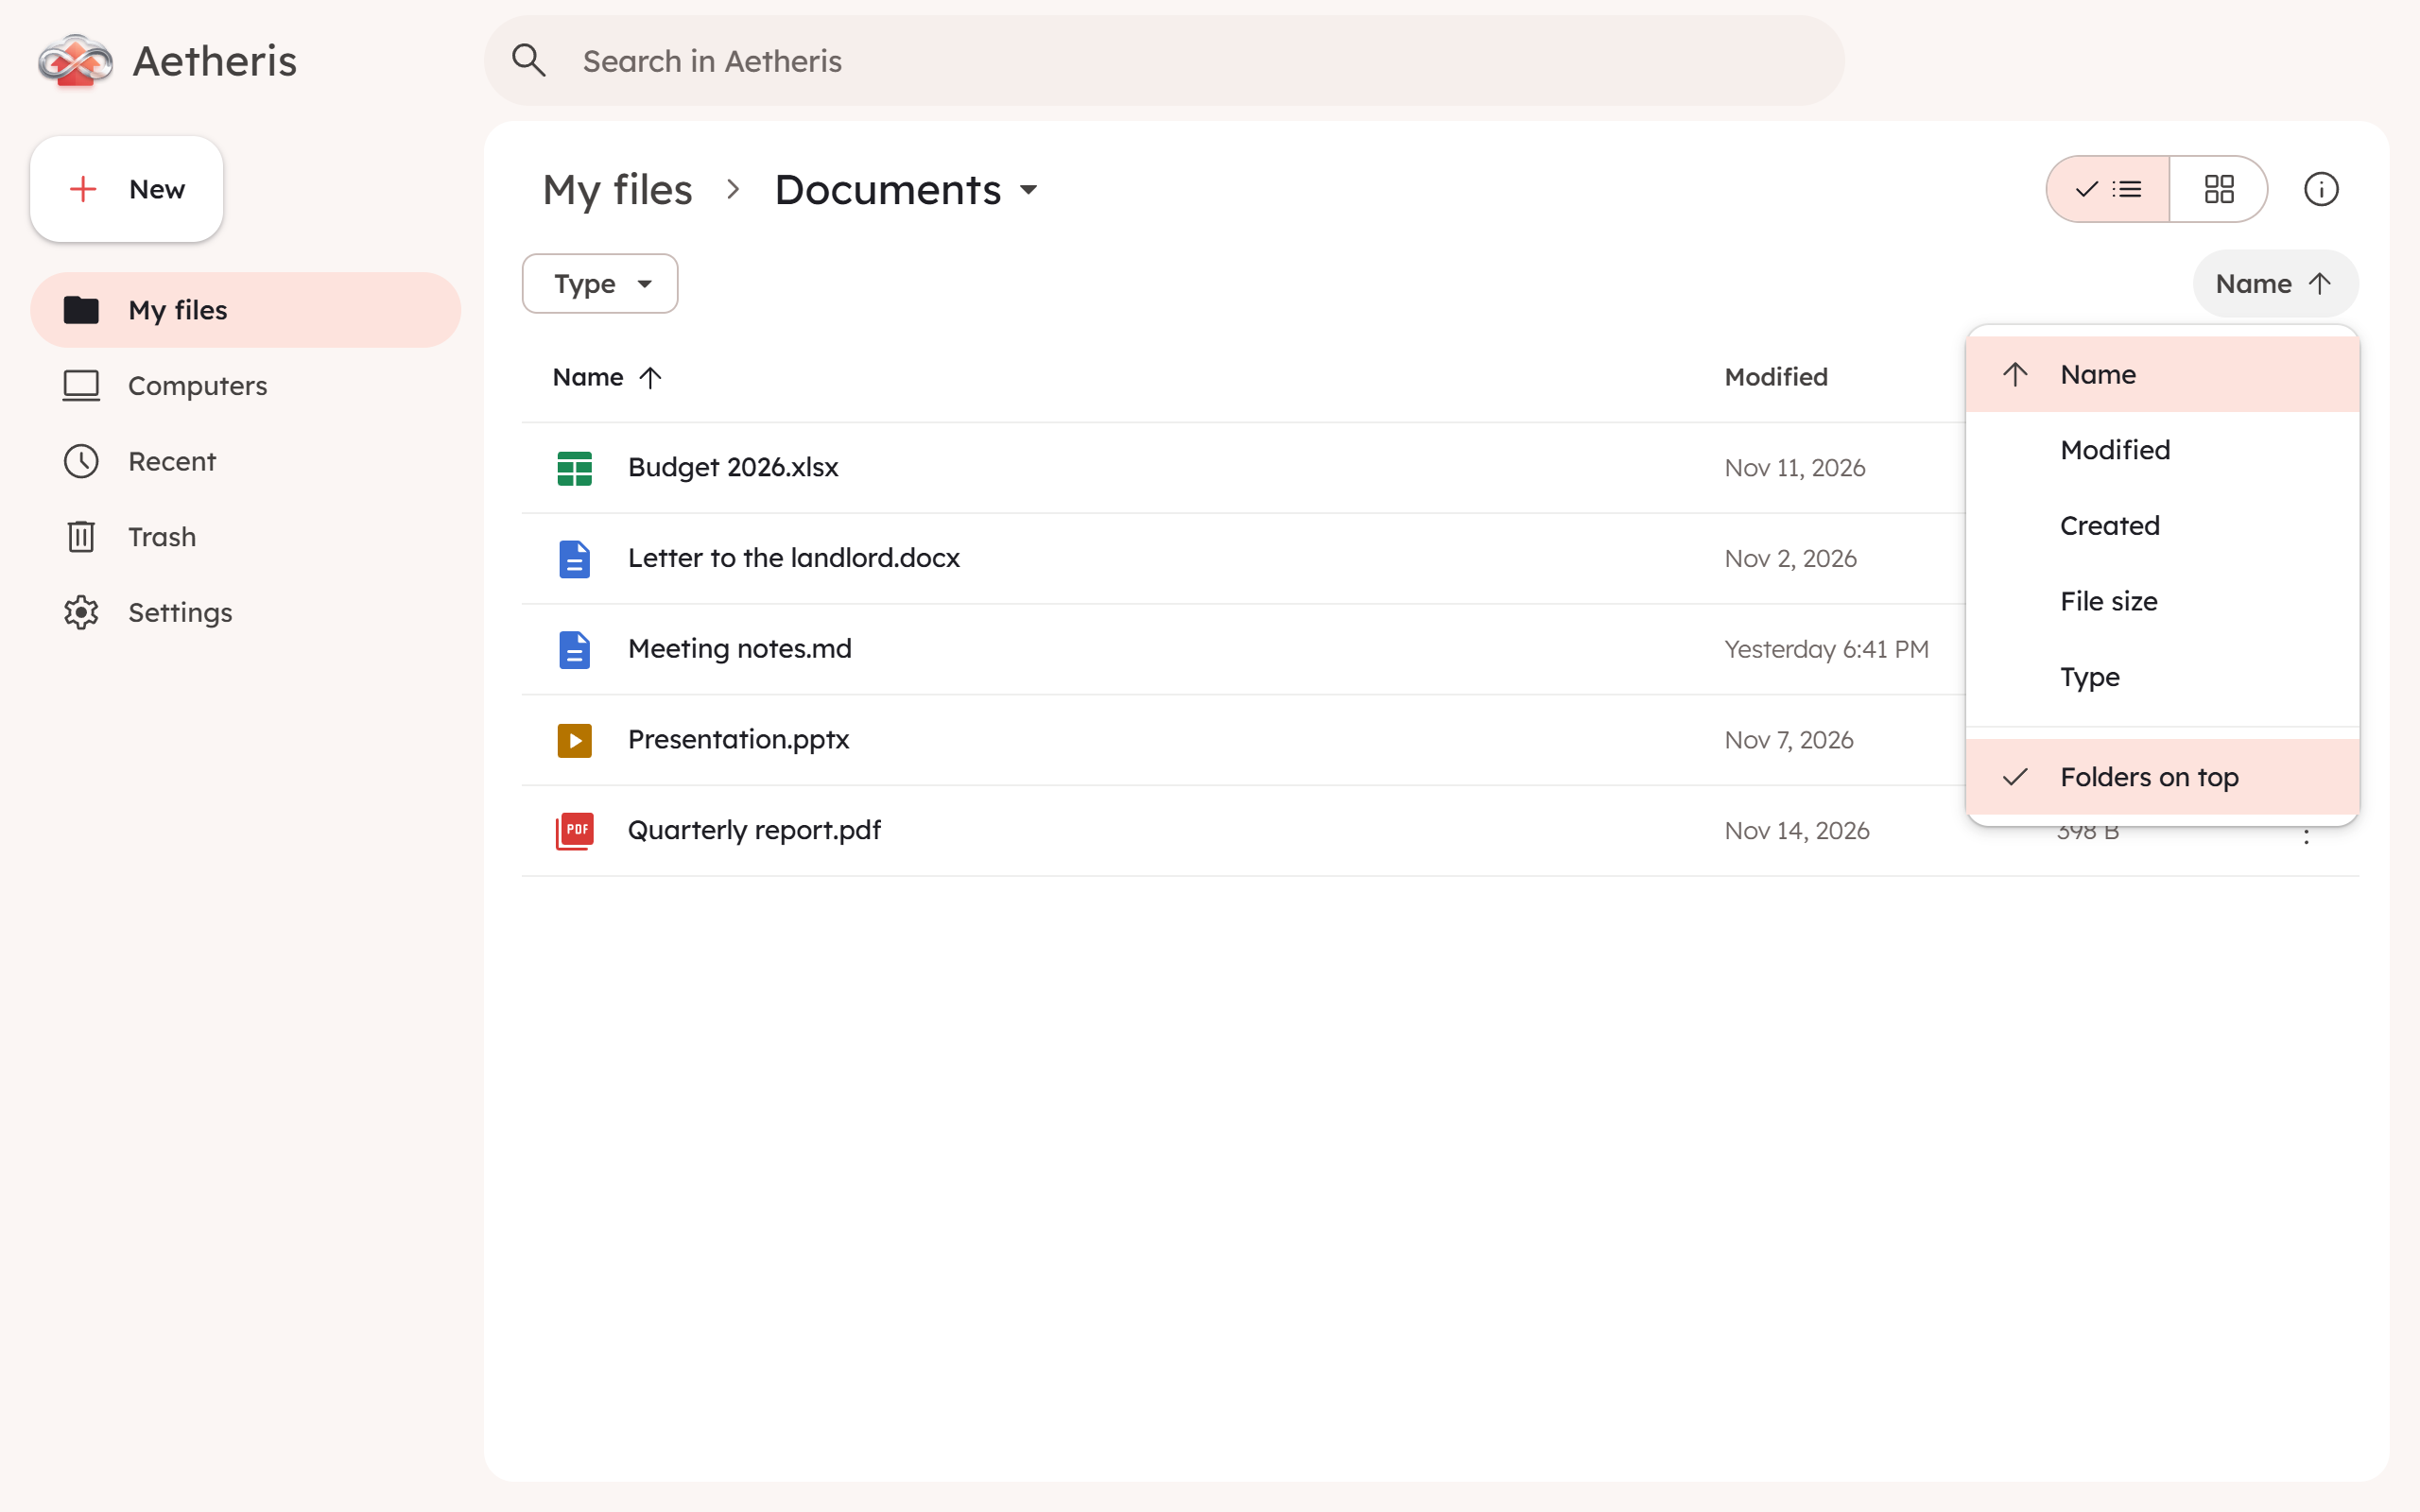 Aetheris
Search in Aetheris
New
My files
Computers
Recent
Trash
Settings
My files > Documents
Type
Name
Name
Modified
Budget 2026.xlsx
Nov 11, 2026
Letter to the landlord.docx
Nov 2, 2026
Meeting notes.md
Yesterday 6:41 PM
Presentation.pptx
Nov 7, 2026
Quarterly report.pdf
Nov 14, 2026
398 B
PDF
Name
Modified
Created
File size
Type
Folders on top